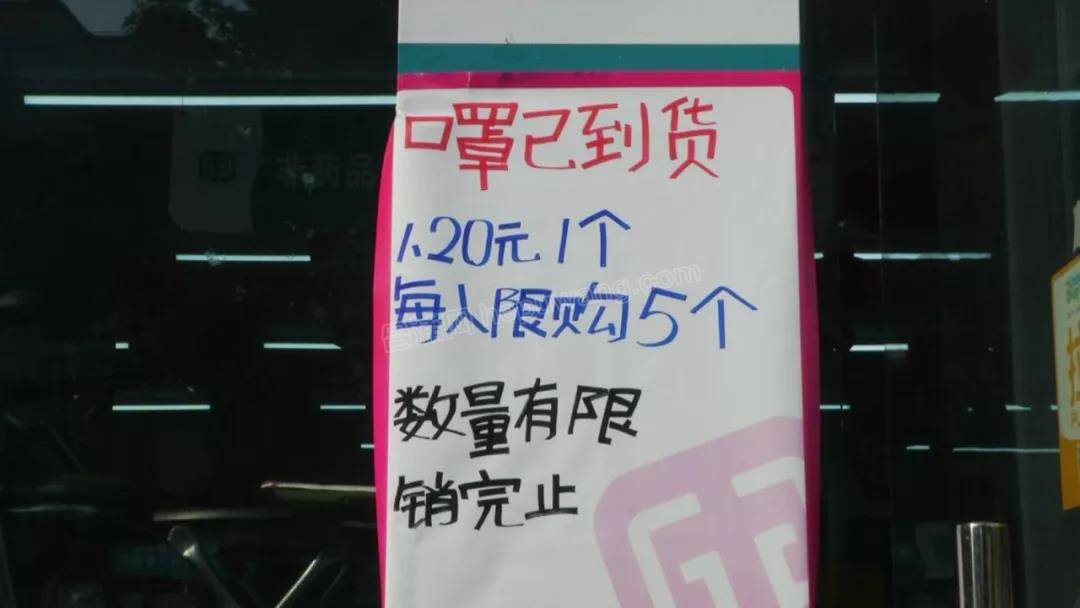 口罩已到货
1.20元1个
每人限购5个
数量有限
销完止